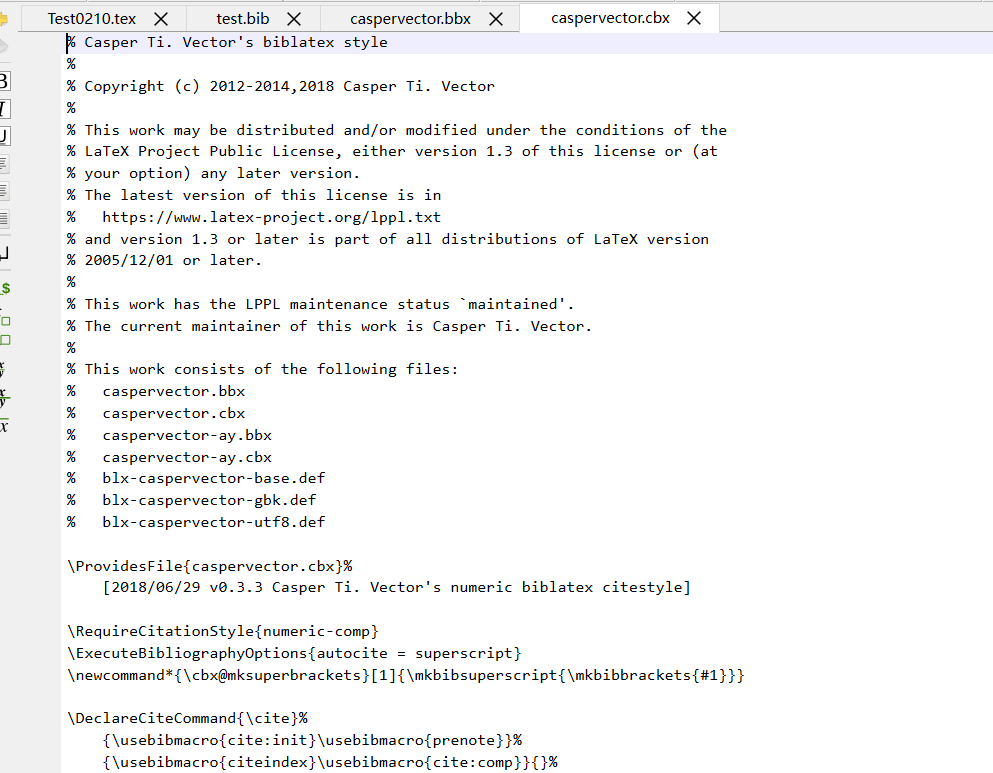 Test0210.tex
test.bib
caspervector.bbx
caspervector.cbx
% Casper Ti. Vector's biblatex style
%
% Copyright (c) 2012-2014,2018 Casper Ti. Vector
%
% This work may be distributed and/or modified under the conditions of the
% LaTeX Project Public License, either version 1.3 of this license or (at
% your option) any later version.
% The latest version of this license is in
%   https://www.latex-project.org/lppl.txt
% and version 1.3 or later is part of all distributions of LaTeX version
% 2005/12/01 or later.
%
% This work has the LPPL maintenance status `maintained'.
% The current maintainer of this work is Casper Ti. Vector.
%
% This work consists of the following files:
%   caspervector.bbx
%   caspervector.cbx
%   caspervector-ay.bbx
%   caspervector-ay.cbx
%   blx-caspervector-base.def
%   blx-caspervector-gbk.def
%   blx-caspervector-utf8.def

\ProvidesFile{caspervector.cbx}%
    [2018/06/29 v0.3.3 Casper Ti. Vector's numeric biblatex citestyle]

\RequireCitationStyle{numeric-comp}
\ExecuteBibliographyOptions{autocite = superscript}
\newcommand*{\cbx@mksuperbrackets}[1]{\mkbibsuperscript{\mkbibbrackets{#1}}}

\DeclareCiteCommand{\cite}%
    {\usebibmacro{cite:init}\usebibmacro{prenote}}%
    {\usebibmacro{citeindex}\usebibmacro{cite:comp}}{}%